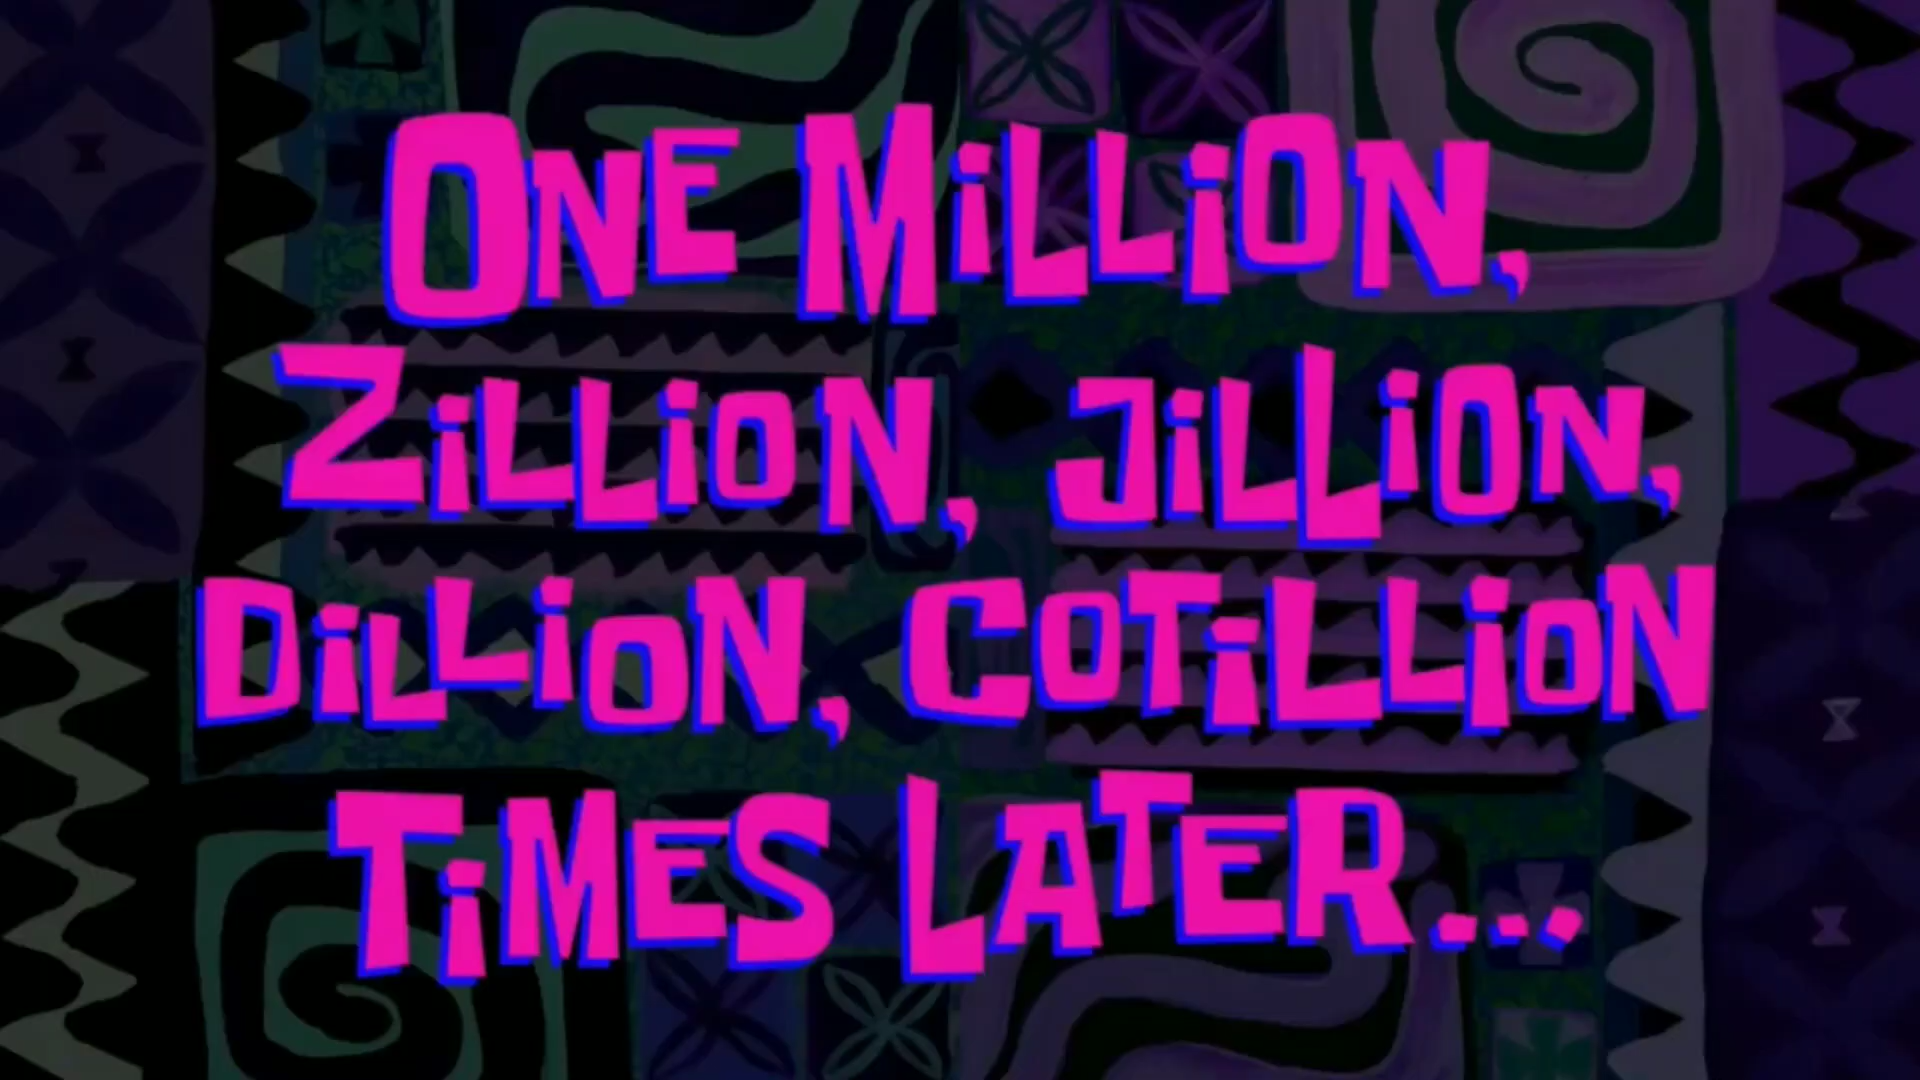 One Million,
Zillion, Jillion,
Dillion, Cotillion
Times Later...